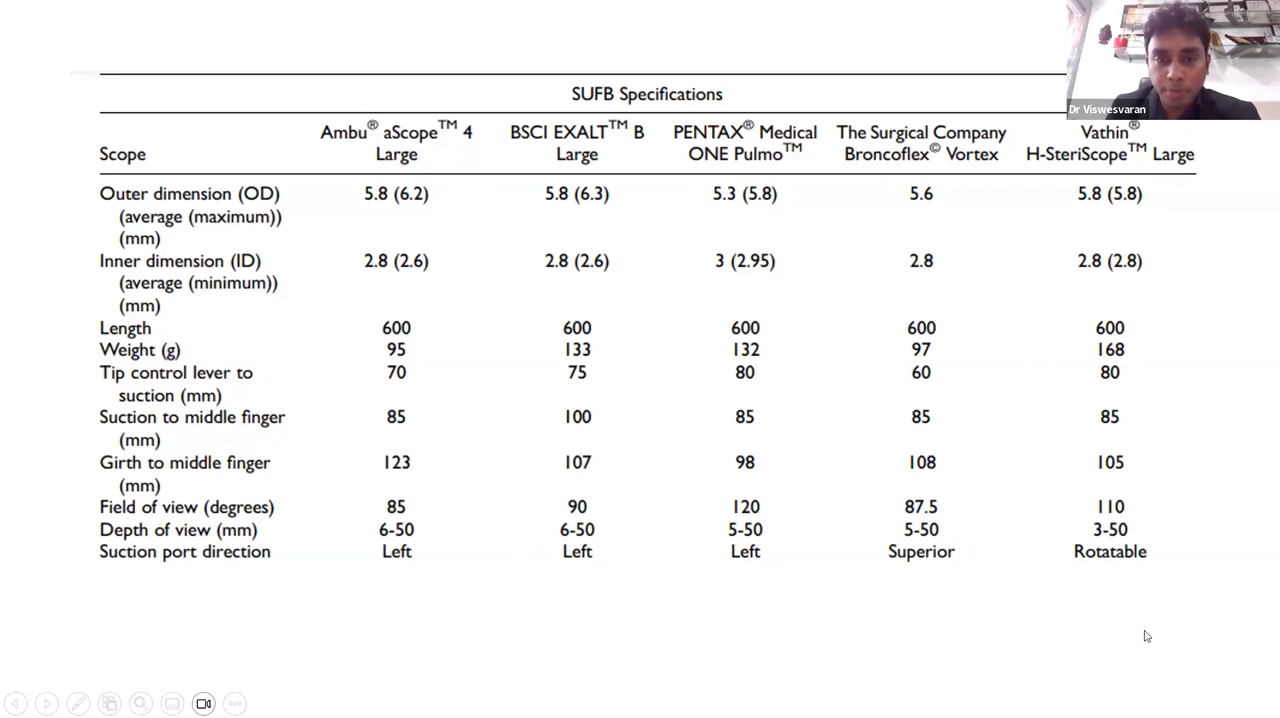 Dr Viswesvaran
SUFB Specifications
Scope
Ambu® aScope™ 4 Large
BSCI EXALT™ B Large
PENTAX® Medical ONE Pulmo™
The Surgical Company Broncoflex© Vortex
Vathin® H-SteriScope™ Large
Outer dimension (OD) (average (maximum)) (mm) 5.8 (6.2) 5.8 (6.3) 5.3 (5.8) 5.6 5.8 (5.8)
Inner dimension (ID) (average (minimum)) (mm) 2.8 (2.6) 2.8 (2.6) 3 (2.95) 2.8 2.8 (2.8)
Length 600 600 600 600 600
Weight (g) 95 133 132 97 168
Tip control lever to suction (mm) 70 75 80 60 80
Suction to middle finger (mm) 85 100 85 85 85
Girth to middle finger (mm) 123 107 98 108 105
Field of view (degrees) 85 90 120 87.5 110
Depth of view (mm) 6-50 6-50 5-50 5-50 3-50
Suction port direction Left Left Left Superior Rotatable